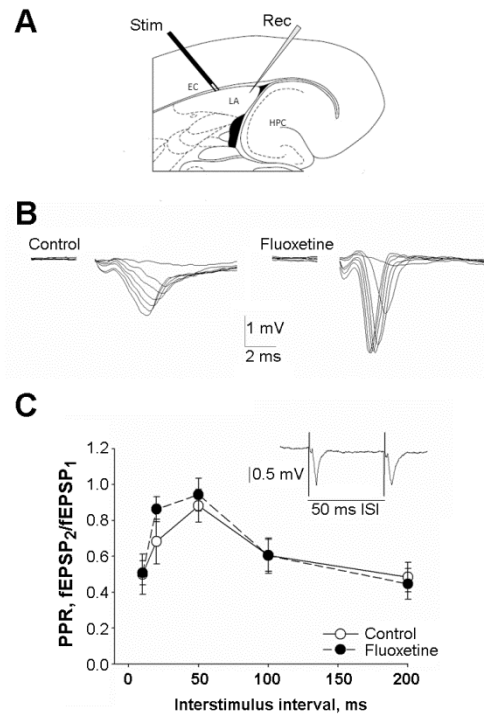 A
Stim
Rec
EC
LA
HPC
B
Control
Fluoxetine
1 mV
2 ms
C
PPR, fEPSP2/fEPSP1
1.2
1.0
0.8
0.6
0.4
0.2
0.0
0.5 mV
50 ms ISI
Control
Fluoxetine
0 50 100 150 200
Interstimulus interval, ms